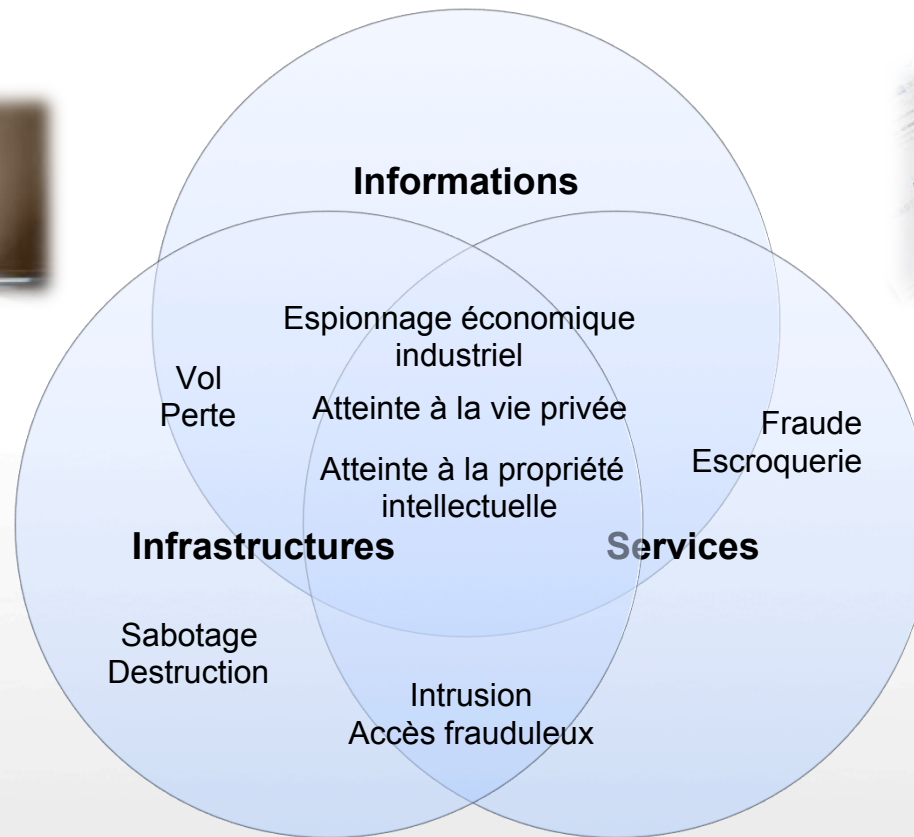 Informations
Espionnage économique
industriel
Vol
Perte
Atteinte à la vie privée
Fraude
Escroquerie
Atteinte à la propriété
intellectuelle
Infrastructures
Services
Sabotage
Destruction
Intrusion
Accès frauduleux